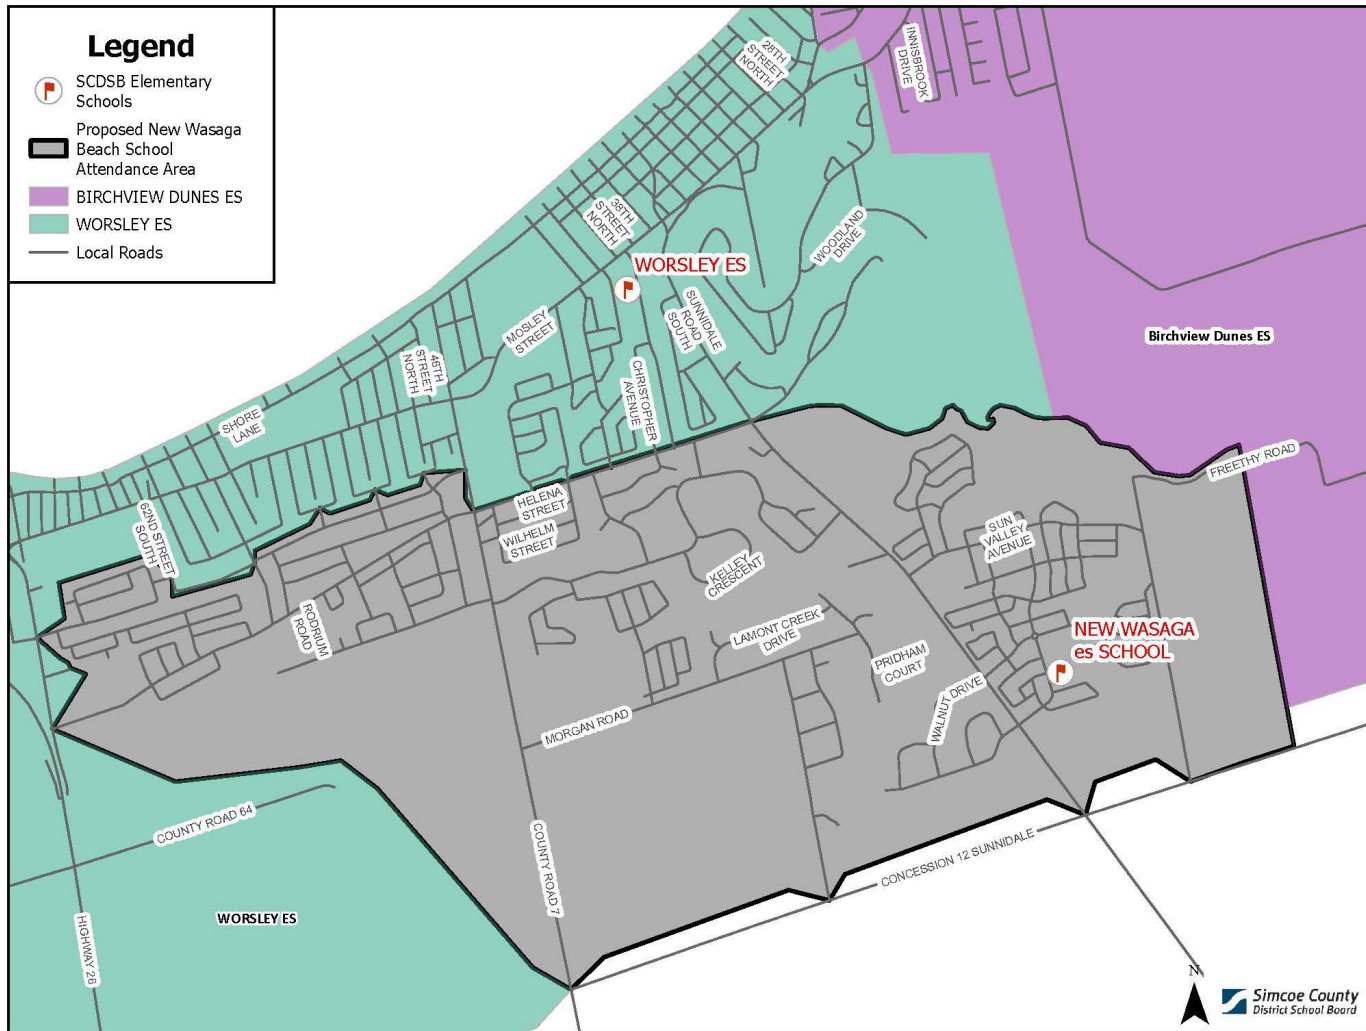 Legend
SCDSB Elementary
Schools
Proposed New Wasaga
Beach School
Attendance Area
BIRCHVIEW DUNES ES
WORSLEY ES
Local Roads
28TH
STREET
NORTH
INNISBROOK
DRIVE
38TH
STREET
NORTH
WOODLAND
DRIVE
WORSLEY ES
SUNNIDALE
ROAD
SOUTH
MOSLEY
STREET
Birchview Dunes ES
46TH
STREET
NORTH
CHRISTOPHER
AVENUE
SHORE
LANE
FREETHY ROAD
62ND STREET
SOUTH
HELENA
STREET
WILHELM
STREET
SUN
VALLEY
AVENUE
KELLEY
CRESCENT
RODRIUM
ROAD
LAMONT CREEK
DRIVE
NEW WASAGA
es SCHOOL
PRIDHAM
COURT
WALNUT DRIVE
MORGAN ROAD
COUNTY ROAD 64
COUNTY ROAD 7
CONCESSION 12 SUNNIDALE
WORSLEY ES
HIGHWAY 26
N
Simcoe County
District School Board